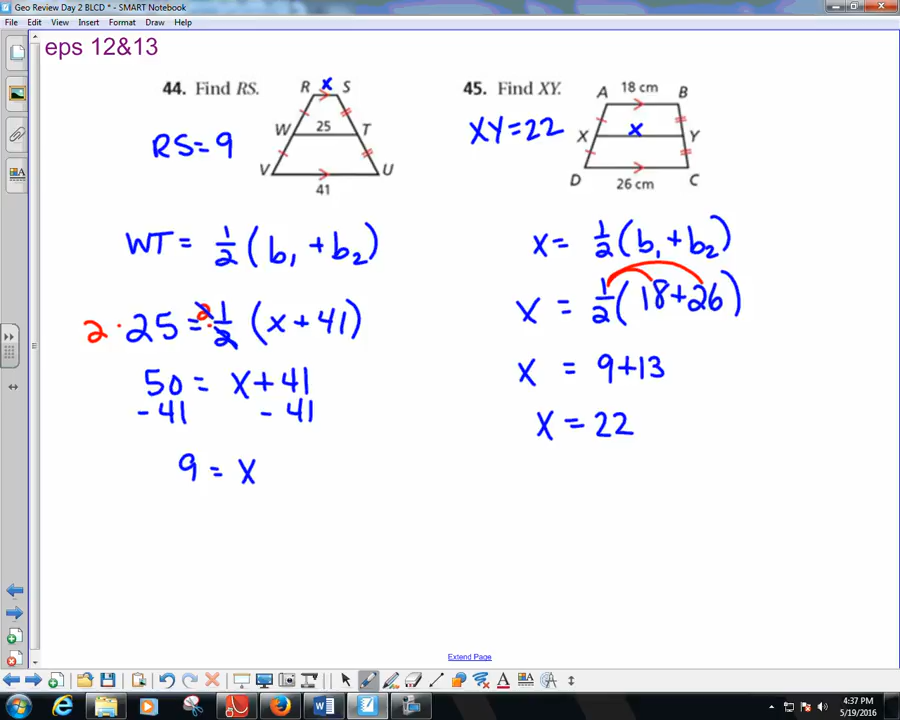 Geo Review Day 2 BLCD * - SMART Notebook
File Edit View Insert Format Draw Help
eps 12&13
44. Find RS.
R x S
W 25 T
V U
41
RS=9
WT = 1/2 (b₁ + b₂)
2 · 25 = 2 · 1/2 (x + 41)
50 = x + 41
- 41 - 41
9 = x
45. Find XY.
A 18 cm B
X x Y
D 26 cm C
XY=22
x = 1/2 (b₁ + b₂)
x = 1/2 (18+26)
x = 9+13
x = 22
Extend Page
4:37 PM
5/19/2016